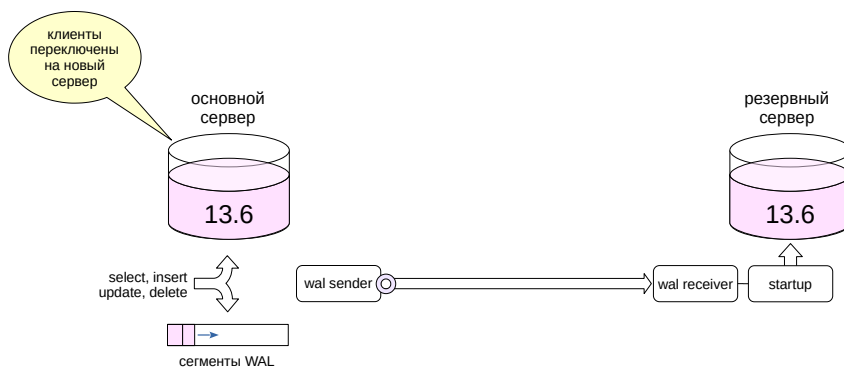 клиенты
переключены
на новый
сервер
основной
сервер
13.6
резервный
сервер
13.6
select, insert
update, delete
wal sender
wal receiver
startup
сегменты WAL